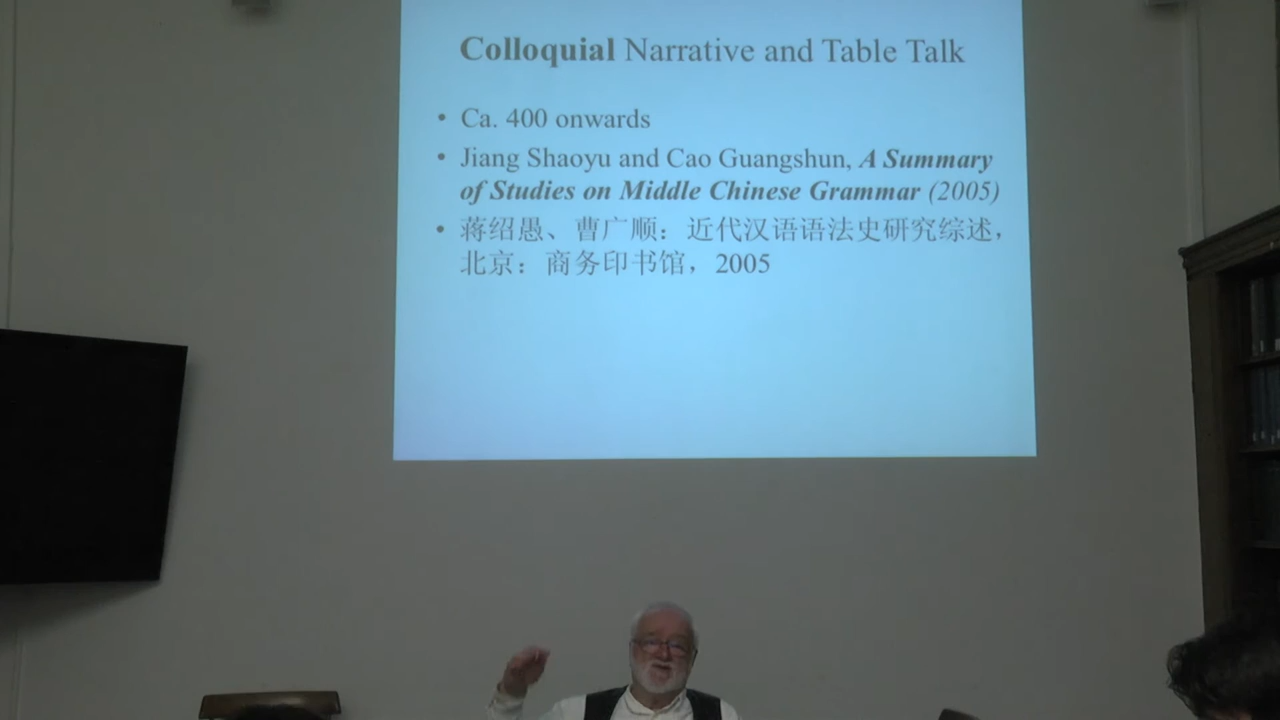 Colloquial Narrative and Table Talk
• Ca. 400 onwards
• Jiang Shaoyu and Cao Guangshun, A Summary
of Studies on Middle Chinese Grammar (2005)
• 蒋绍愚、曹广顺：近代汉语语法史研究综述，
北京：商务印书馆，2005